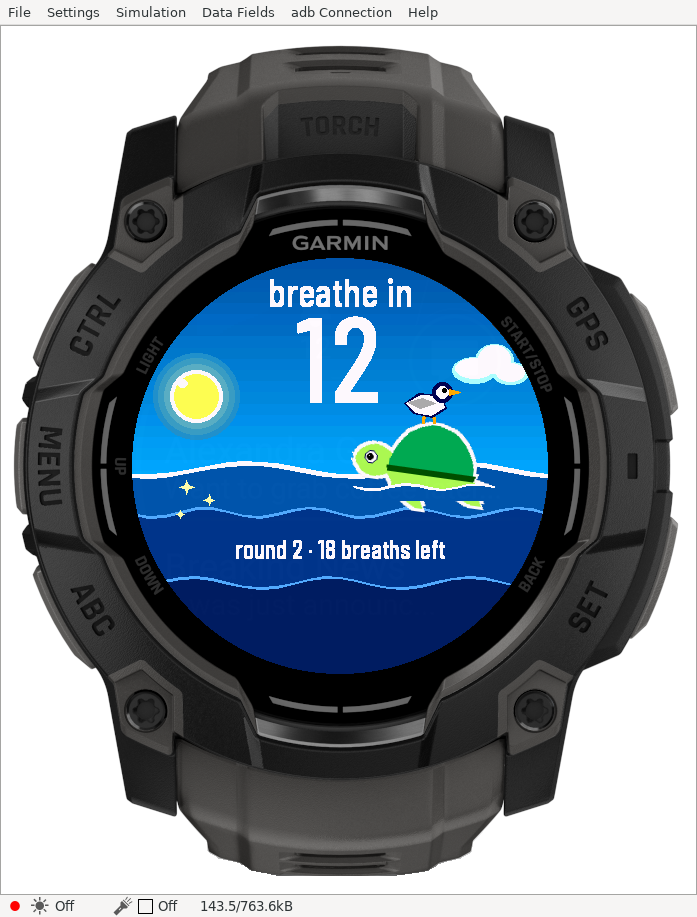 File Settings Simulation Data Fields adb Connection Help
TORCH
GARMIN
CTRL
GPS
LIGHT
START/STOP
breathe in
12
MENU
UP
round 2 · 18 breaths left
DOWN
BACK
ABC
SET
Off
Off
143.5/763.6kB